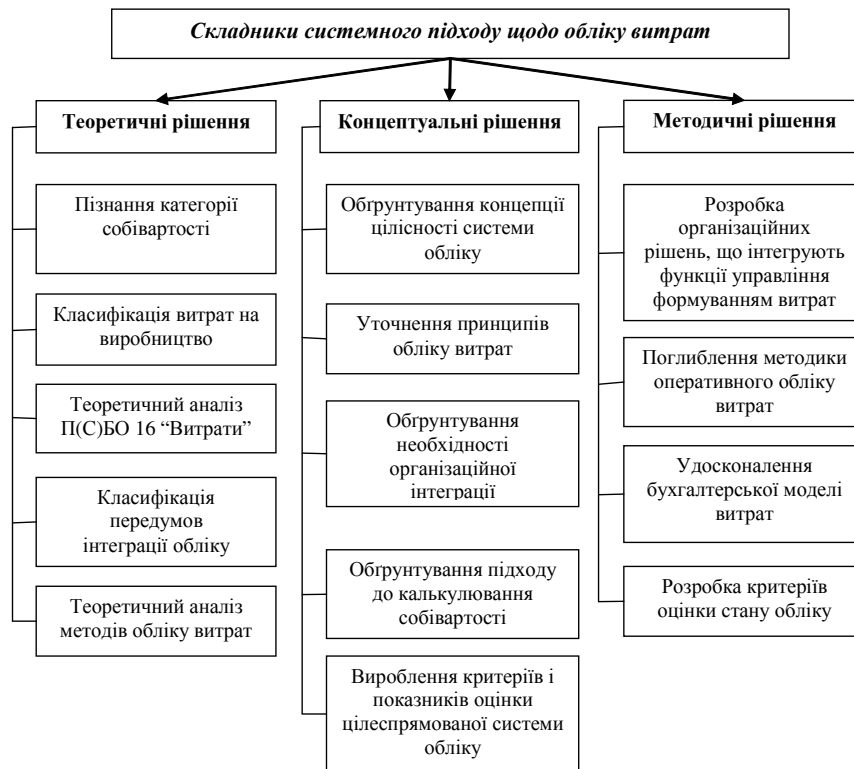 Складники системного підходу щодо обліку витрат
Теоретичні рішення
Пізнання категорії
собівартості
Класифікація витрат на
виробництво
Теоретичний аналіз
П(С)БО 16 “Витрати”
Класифікація
передумов
інтеграції обліку
Теоретичний аналіз
методів обліку витрат
Концептуальні рішення
Обґрунтування концепції
цілісності системи
обліку
Уточнення принципів
обліку витрат
Обґрунтування
необхідності
організаційної
інтеграції
Обґрунтування підходу
до калькулювання
собівартості
Вироблення критеріїв і
показників оцінки
цілеспрямованої системи
обліку
Методичні рішення
Розробка
організаційних
рішень, що інтегрують
функції управління
формуванням витрат
Поглиблення методики
оперативного обліку
витрат
Удосконалення
бухгалтерської моделі
витрат
Розробка критеріїв
оцінки стану обліку